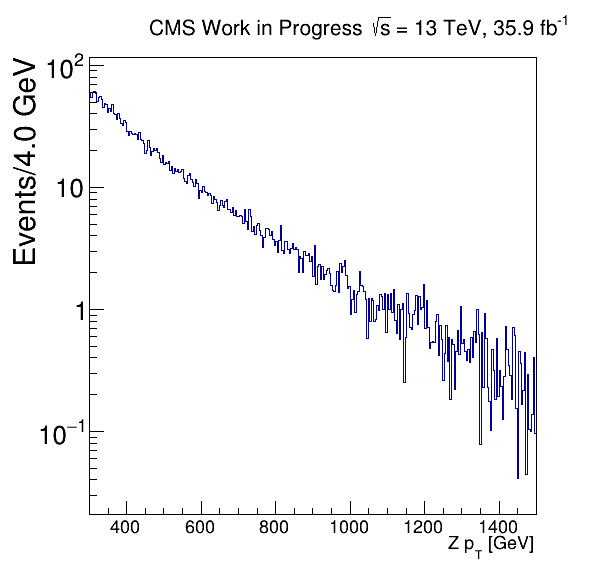 CMS Work in Progress √s = 13 TeV, 35.9 fb⁻¹
Events/4.0 GeV
10²
10
1
10⁻¹
400 600 800 1000 1200 1400
Z p_T [GeV]